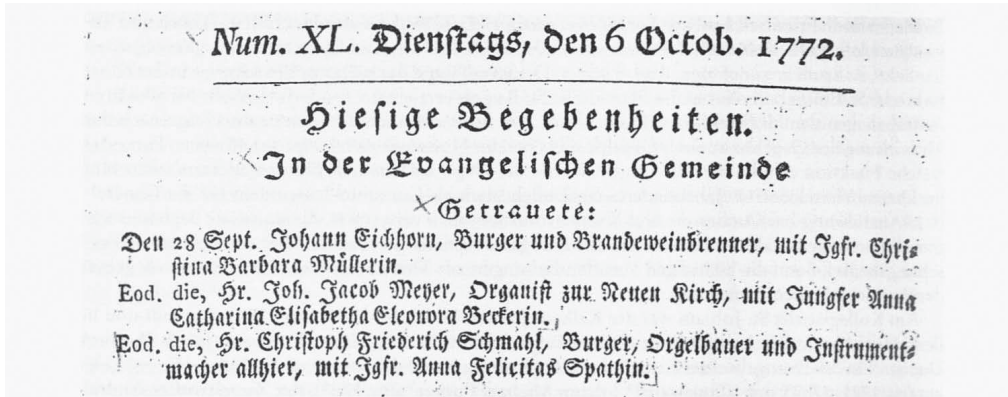 Num. XL. Dienstags, den 6 Octob. 1772.
Hiesige Begebenheiten.
In der Evangelischen Gemeinde
Getrauete:
Den 28 Sept. Johann Eichhorn, Burger und Brandeweinbrenner, mit Jgfr. Chri-
stina Barbara Müllerin.
Eod. die, Hr. Joh. Jacob Meyer, Organist zur Neuen Kirch, mit Jungfer Anna
Catharina Elisabetha Eleonora Beckerin.
Eod. die, Hr. Christoph Friederich Schmahl, Burger, Orgelbauer und Instrument-
macher allhier, mit Jgfr. Anna Felicitas Spathin.